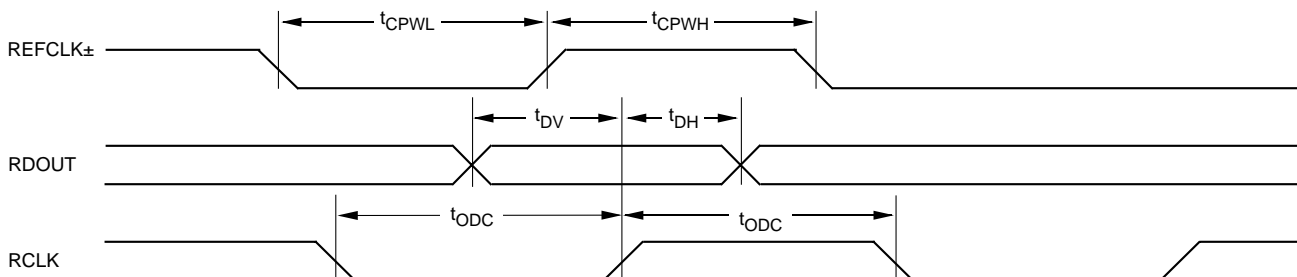 tCPWL tCPWH
REFCLK±
tDV tDH
RDOUT
tODC tODC
RCLK